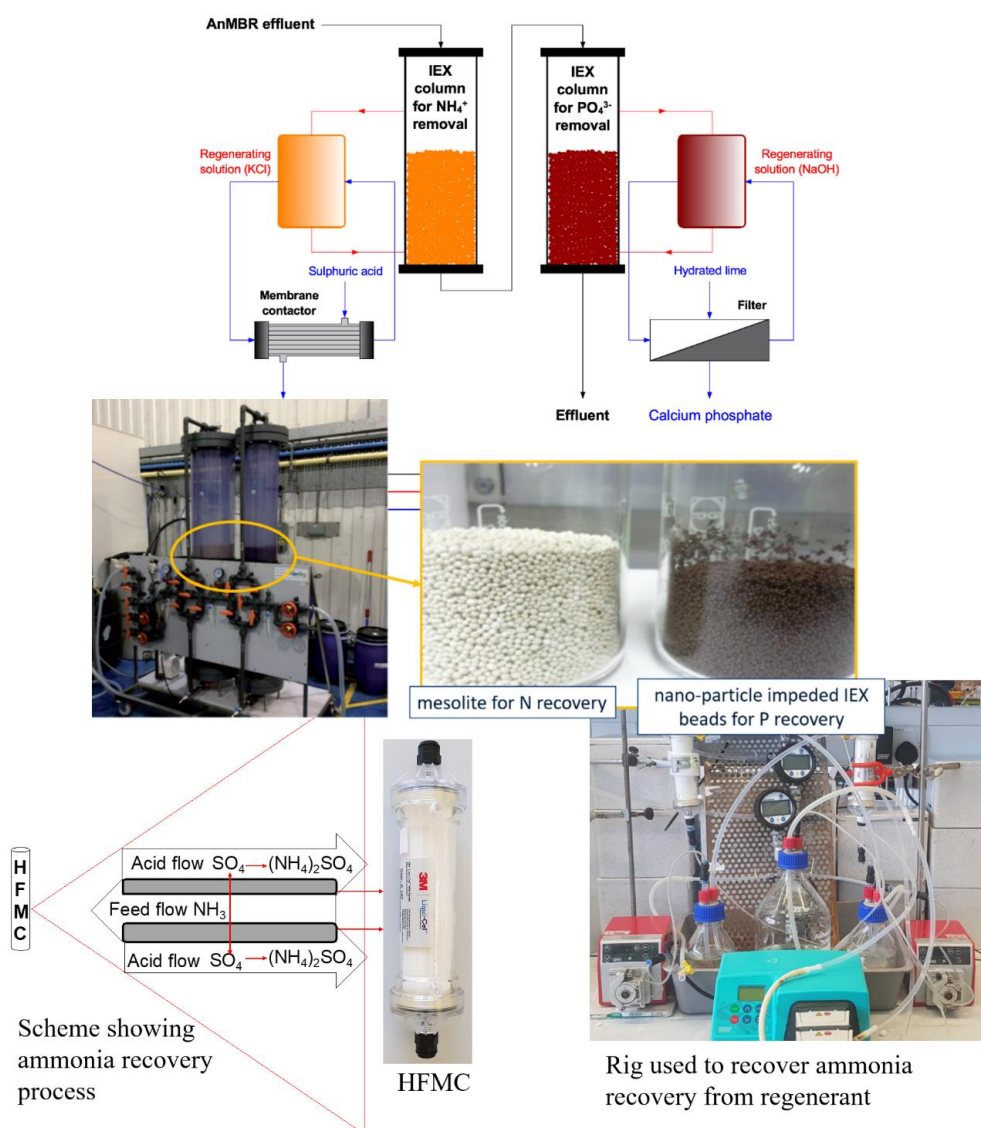 AnMBR effluent
IEX
column
for NH₄⁺
removal
IEX
column
for PO₄³⁻
removal
Regenerating
solution (KCl)
Regenerating
solution (NaOH)
Sulphuric acid
Hydrated lime
Membrane
contactor
Filter
Effluent
Calcium phosphate
mesolite for N recovery
nano-particle impeded IEX
beads for P recovery
H
F
M
C
Acid flow SO₄ → (NH₄)₂SO₄
Feed flow NH₃
Acid flow SO₄ → (NH₄)₂SO₄
3M
Liqui-Cel
Scheme showing
ammonia recovery
process
HFMC
Rig used to recover ammonia
recovery from regenerant